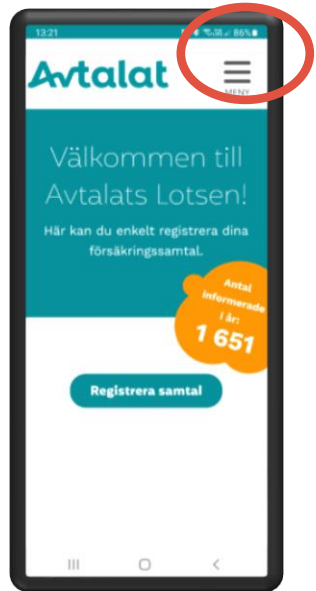 13:21
86%
Avtalat
MENY
Välkommen till
Avtalats Lotsen!
Här kan du enkelt registrera dina
försäkringssamtal.
Antal
informerade
i år:
1 651
Registrera samtal